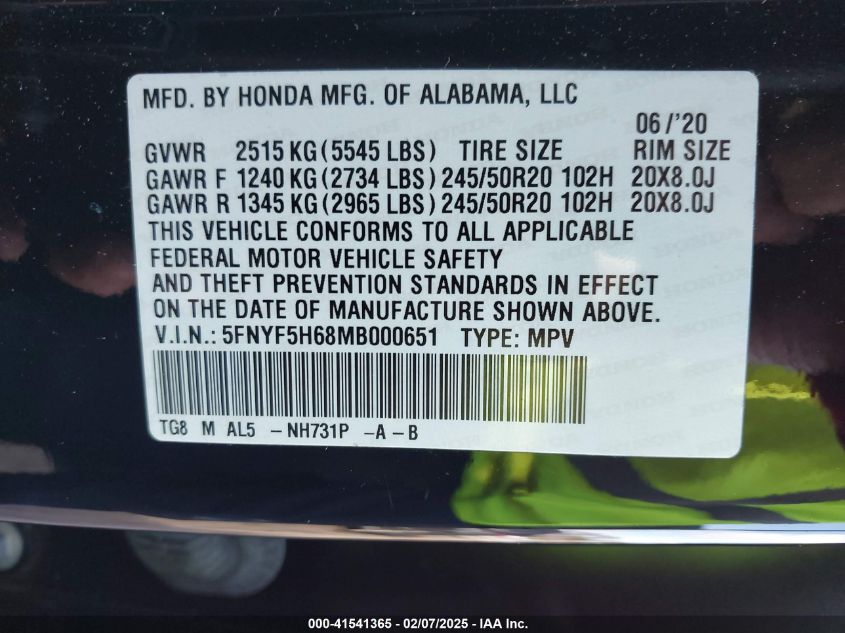 MFD. BY HONDA MFG. OF ALABAMA, LLC
06/'20
GVWR 2515 KG (5545 LBS) TIRE SIZE RIM SIZE
GAWR F 1240 KG (2734 LBS) 245/50R20 102H 20X8.0J
GAWR R 1345 KG (2965 LBS) 245/50R20 102H 20X8.0J
THIS VEHICLE CONFORMS TO ALL APPLICABLE
FEDERAL MOTOR VEHICLE SAFETY
AND THEFT PREVENTION STANDARDS IN EFFECT
ON THE DATE OF MANUFACTURE SHOWN ABOVE.
V.I.N.: 5FNYF5H68MB000651 TYPE: MPV
TG8 M AL5 - NH731P - A - B
000-41541365 - 02/07/2025 - IAA Inc.